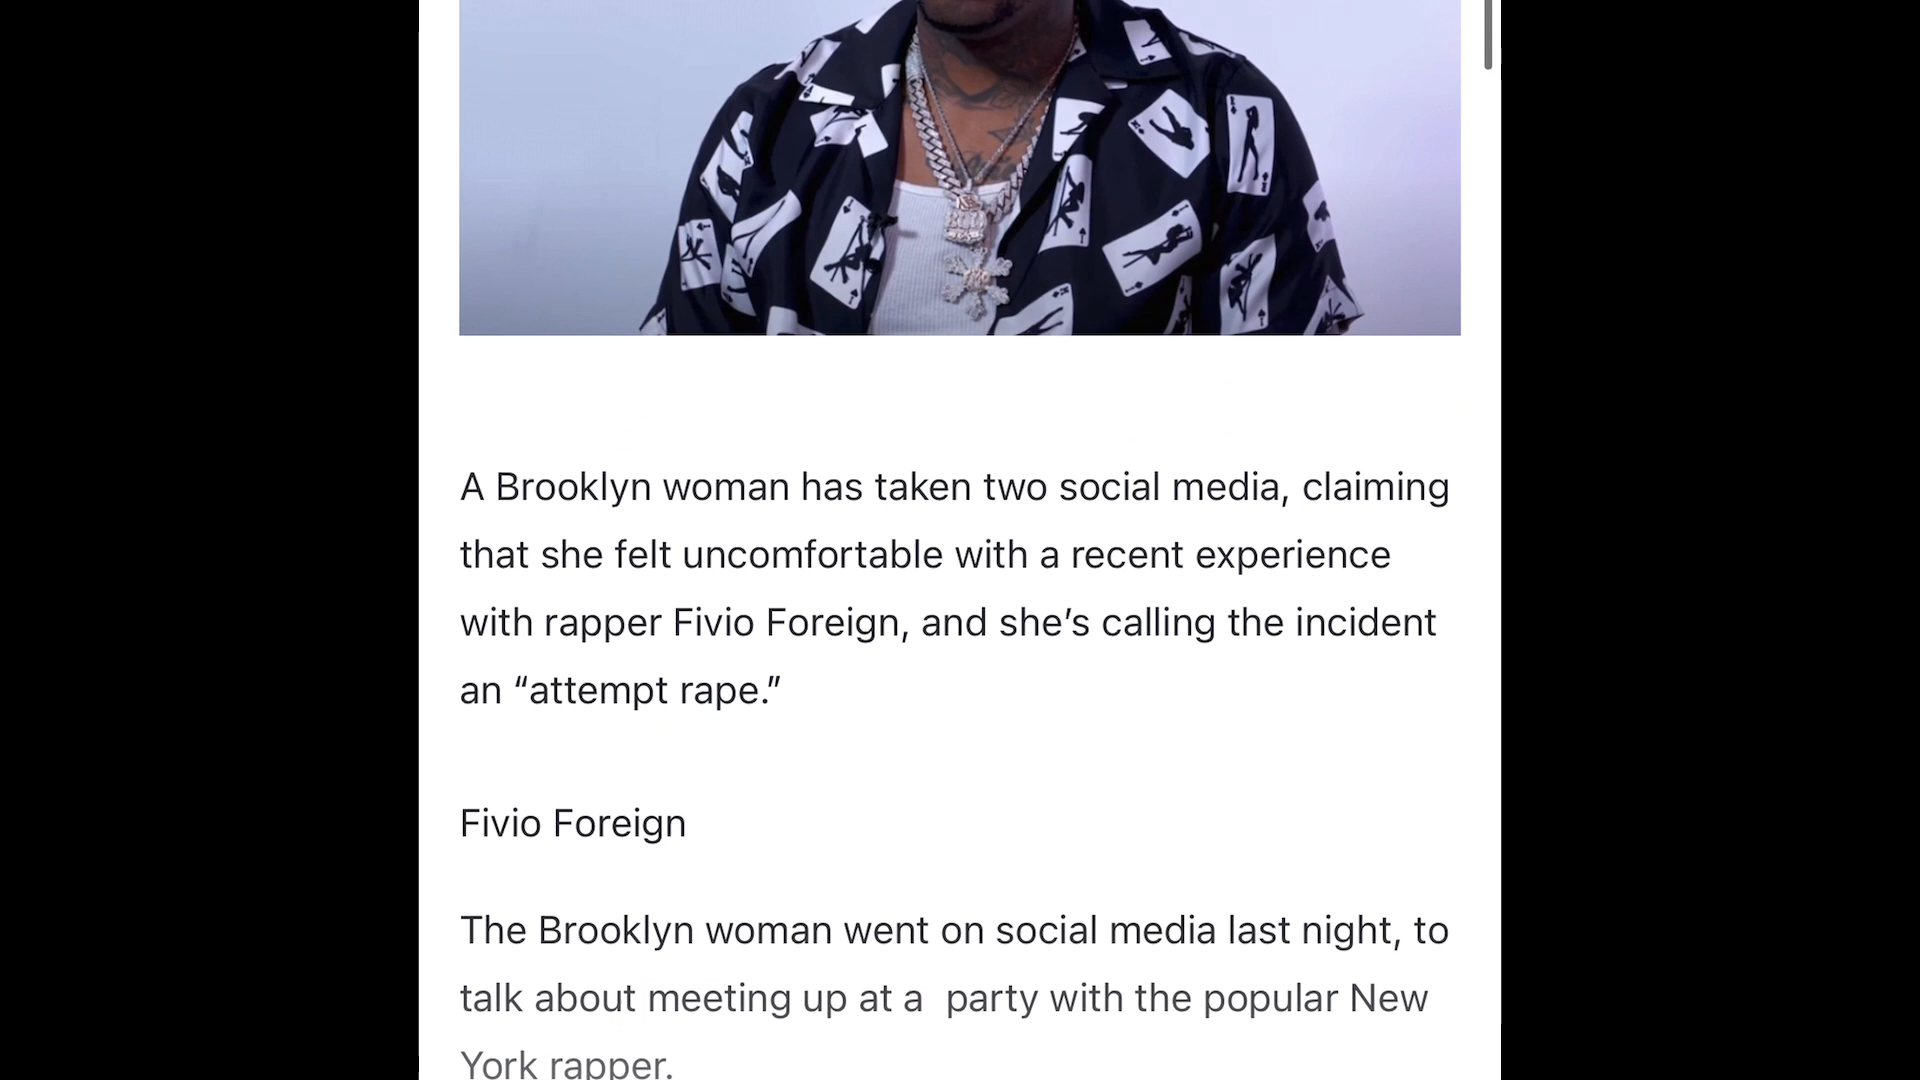 A Brooklyn woman has taken two social media, claiming
that she felt uncomfortable with a recent experience
with rapper Fivio Foreign, and she’s calling the incident
an “attempt rape.”
Fivio Foreign
The Brooklyn woman went on social media last night, to
talk about meeting up at a  party with the popular New
York rapper.